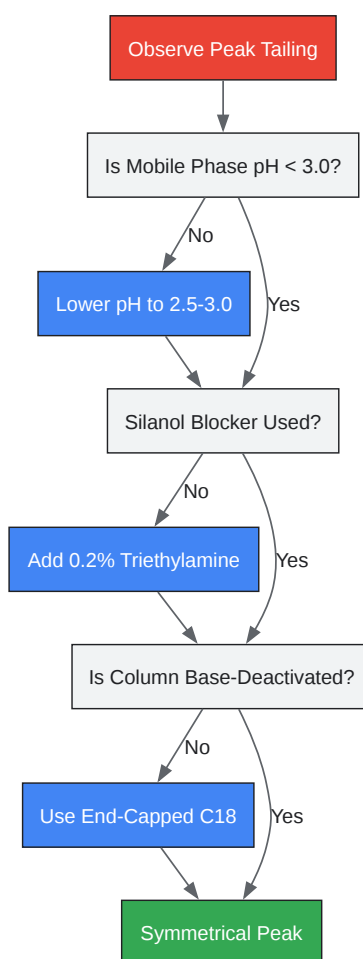 Observe Peak Tailing
Is Mobile Phase pH < 3.0?
No
Lower pH to 2.5-3.0
Yes
Silanol Blocker Used?
No
Add 0.2% Triethylamine
Yes
Is Column Base-Deactivated?
No
Use End-Capped C18
Yes
Symmetrical Peak